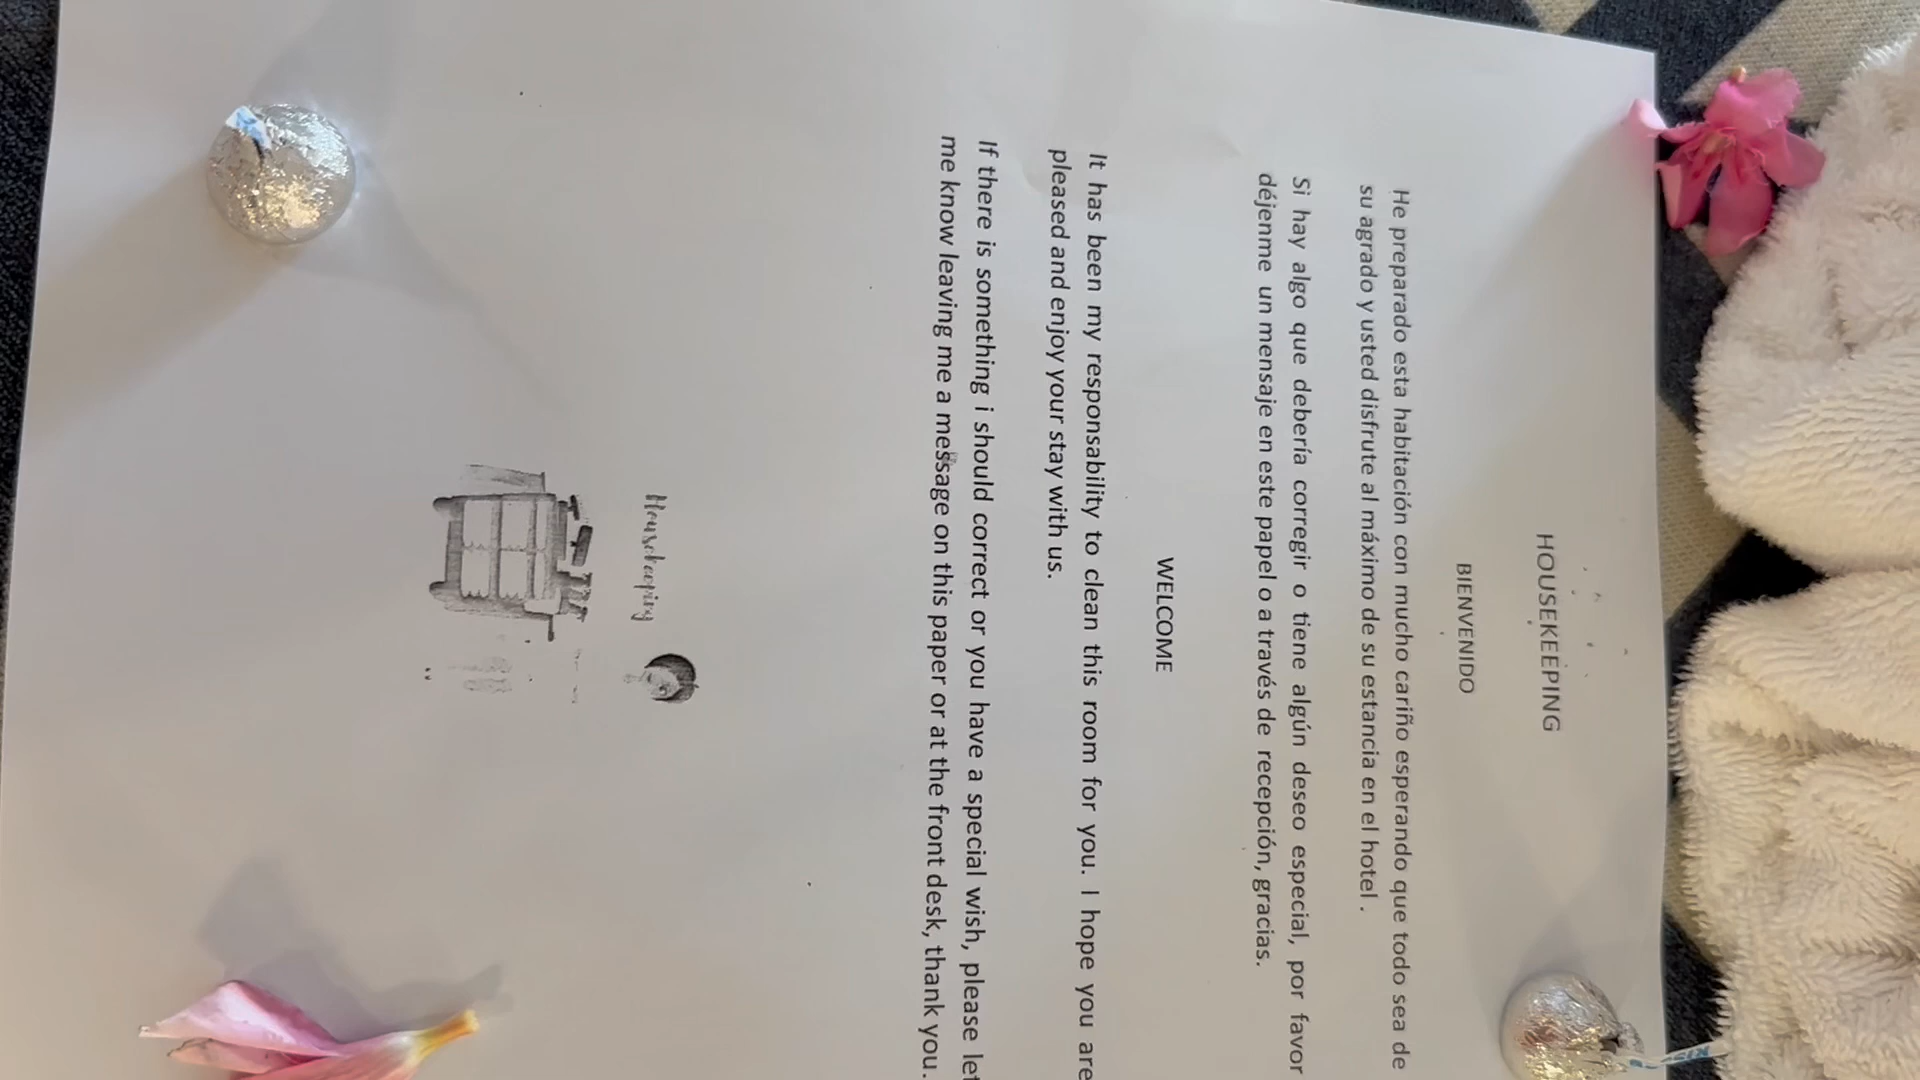 HOUSEKEEPING
BIENVENIDO
He preparado esta habitación con mucho cariño esperando que todo sea de
su agrado y usted disfrute al máximo de su estancia en el hotel .
Si hay algo que debería corregir o tiene algún deseo especial, por favor
déjenme un mensaje en este papel o a través de recepción, gracias.
WELCOME
It has been my responsability to clean this room for you. I hope you are
pleased and enjoy your stay with us.
If there is something i should correct or you have a special wish, please let
me know leaving me a message on this paper or at the front desk, thank you.
Housekeeping